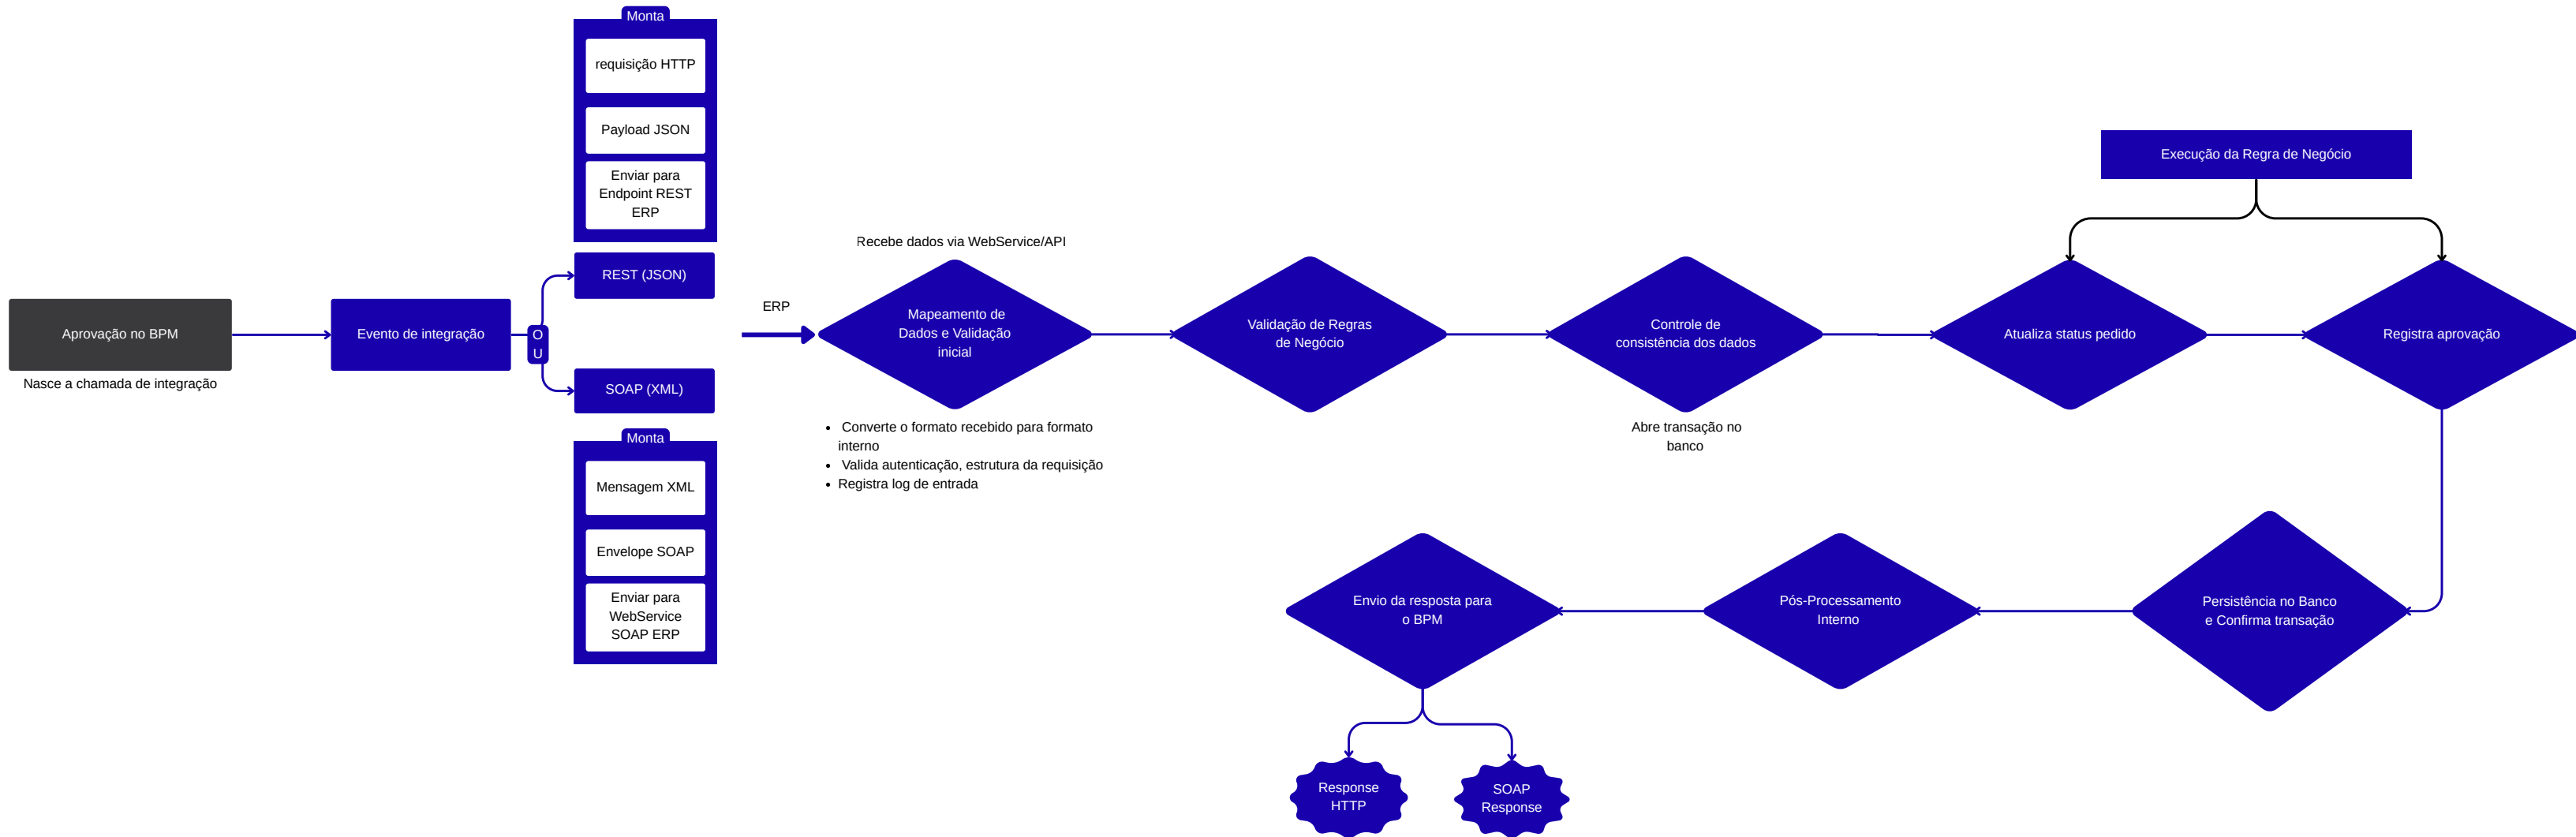 Monta
requisição HTTP
Payload JSON
Enviar para
Endpoint REST
ERP
REST (JSON)
Aprovação no BPM
Nasce a chamada de integração
Evento de integração
O
U
SOAP (XML)
Monta
Mensagem XML
Envelope SOAP
Enviar para
WebService
SOAP ERP
ERP
Recebe dados via WebService/API
Mapeamento de
Dados e Validação
inicial
• Converte o formato recebido para formato
interno
• Valida autenticação, estrutura da requisição
• Registra log de entrada
Validação de Regras
de Negócio
Controle de
consistência dos dados
Abre transação no
banco
Execução da Regra de Negócio
Atualiza status pedido
Registra aprovação
Persistência no Banco
e Confirma transação
Pós-Processamento
Interno
Envio da resposta para
o BPM
Response
HTTP
SOAP
Response